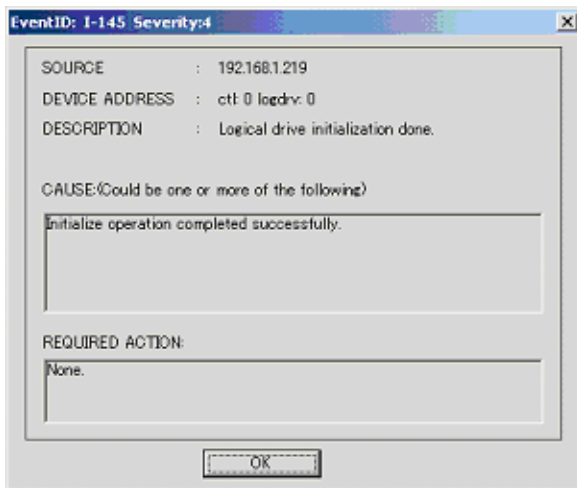 EventID: I-145 Severity:4
SOURCE : 192.168.1.219
DEVICE ADDRESS : ctl: 0 logdrv: 0
DESCRIPTION : Logical drive initialization done.
CAUSE:(Could be one or more of the following)
Initialize operation completed successfully.
REQUIRED ACTION:
None.
OK